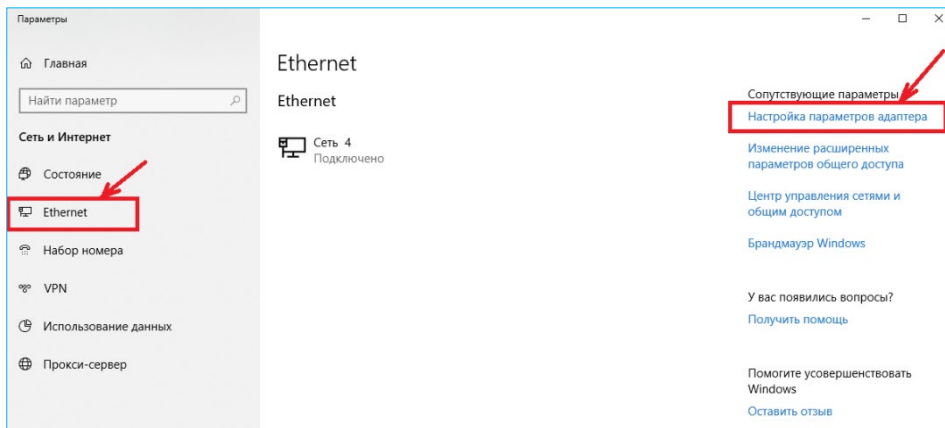 Параметры
Главная
Найти параметр
Сеть и Интернет
Состояние
Ethernet
Набор номера
VPN
Использование данных
Прокси-сервер
Ethernet
Ethernet
Сеть 4
Подключено
Сопутствующие параметры
Настройка параметров адаптера
Изменение расширенных
параметров общего доступа
Центр управления сетями и
общим доступом
Брандмауэр Windows
У вас появились вопросы?
Получить помощь
Помогите усовершенствовать
Windows
Оставить отзыв